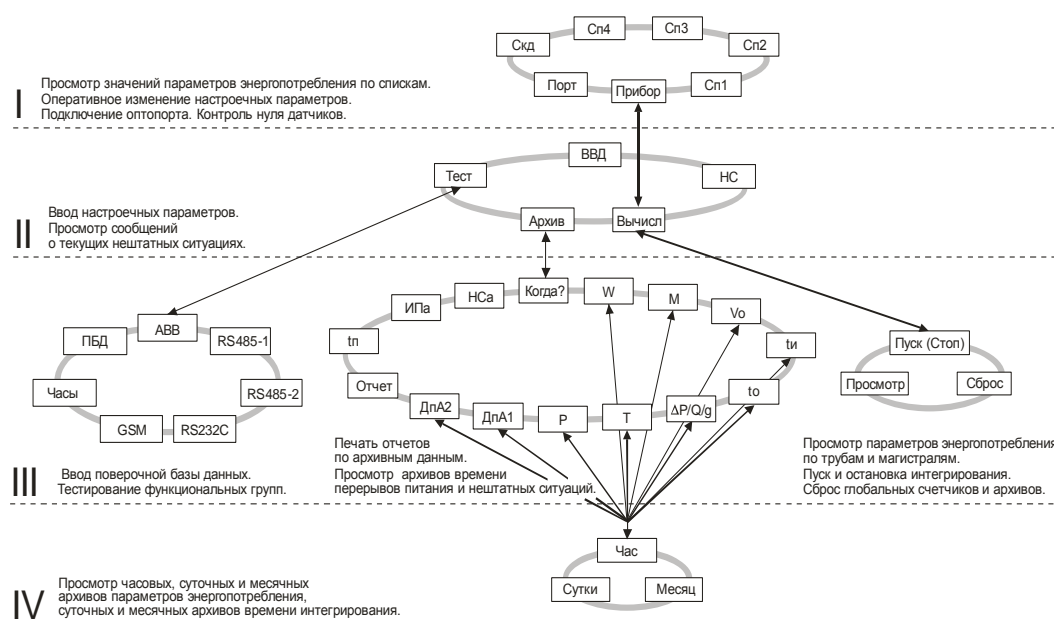 Сп4
Сп3
Скд
Сп2
Порт
Прибор
Сп1
I
Просмотр значений параметров энергопотребления по спискам.
Оперативное изменение настроечных параметров.
Подключение оптопорта. Контроль нуля датчиков.
ВВД
Тест
НС
Архив
Вычисл
II
Ввод настроечных параметров.
Просмотр сообщений
о текущих нештатных ситуациях.
Когда?
W
М
Vo
tи
to
ΔP/Q/g
Т
Р
ДпА1
ДпА2
Отчет
tп
ИПа
НСа
АВВ
RS485-1
RS485-2
RS232C
GSM
Часы
ПБД
Пуск (Стоп)
Просмотр
Сброс
III
Ввод поверочной базы данных.
Тестирование функциональных групп.
Печать отчетов
по архивным данным.
Просмотр архивов времени
перерывов питания и нештатных ситуаций.
Просмотр параметров энергопотребления
по трубам и магистралям.
Пуск и остановка интегрирования.
Сброс глобальных счетчиков и архивов.
Час
Сутки
Месяц
IV
Просмотр часовых, суточных и месячных
архивов параметров энергопотребления,
суточных и месячных архивов времени интегрирования.